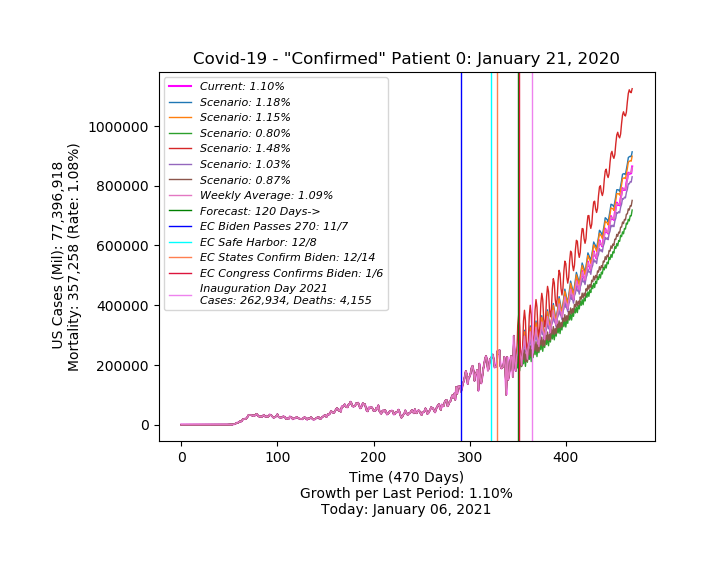 Covid-19 - "Confirmed" Patient 0: January 21, 2020
Current: 1.10%
Scenario: 1.18%
Scenario: 1.15%
Scenario: 0.80%
Scenario: 1.48%
Scenario: 1.03%
Scenario: 0.87%
Weekly Average: 1.09%
Forecast: 120 Days->
EC Biden Passes 270: 11/7
EC Safe Harbor: 12/8
EC States Confirm Biden: 12/14
EC Congress Confirms Biden: 1/6
Inauguration Day 2021
Cases: 262,934, Deaths: 4,155
US Cases (Mil): 77,396,918
Mortality: 357,258 (Rate: 1.08%)
1000000
800000
600000
400000
200000
0
0 100 200 300 400
Time (470 Days)
Growth per Last Period: 1.10%
Today: January 06, 2021